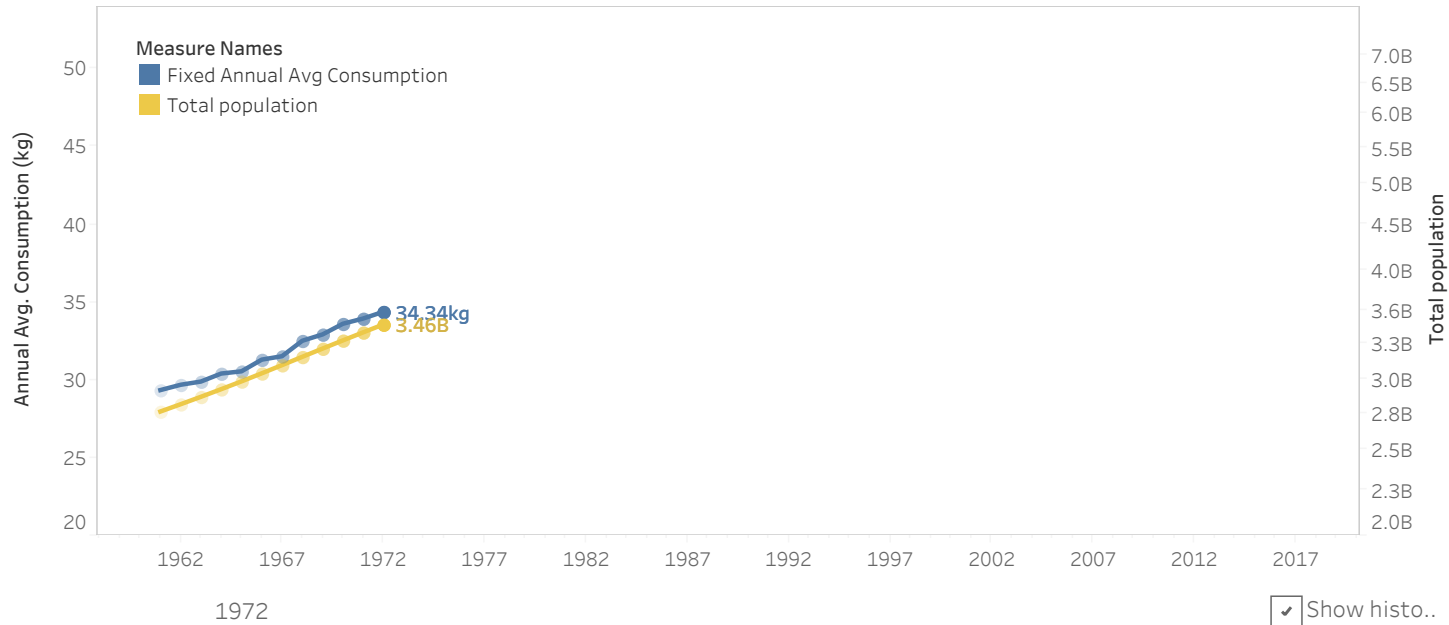 Measure Names
Fixed Annual Avg Consumption
Total population
Annual Avg. Consumption (kg)
50
45
40
35
30
25
20
34.34kg
3.46B
7.0B
6.5B
6.0B
5.5B
5.0B
4.5B
4.0B
3.6B
3.3B
3.0B
2.8B
2.5B
2.3B
2.0B
Total population
1962 1967 1972 1977 1982 1987 1992 1997 2002 2007 2012 2017
1972
Show histo..